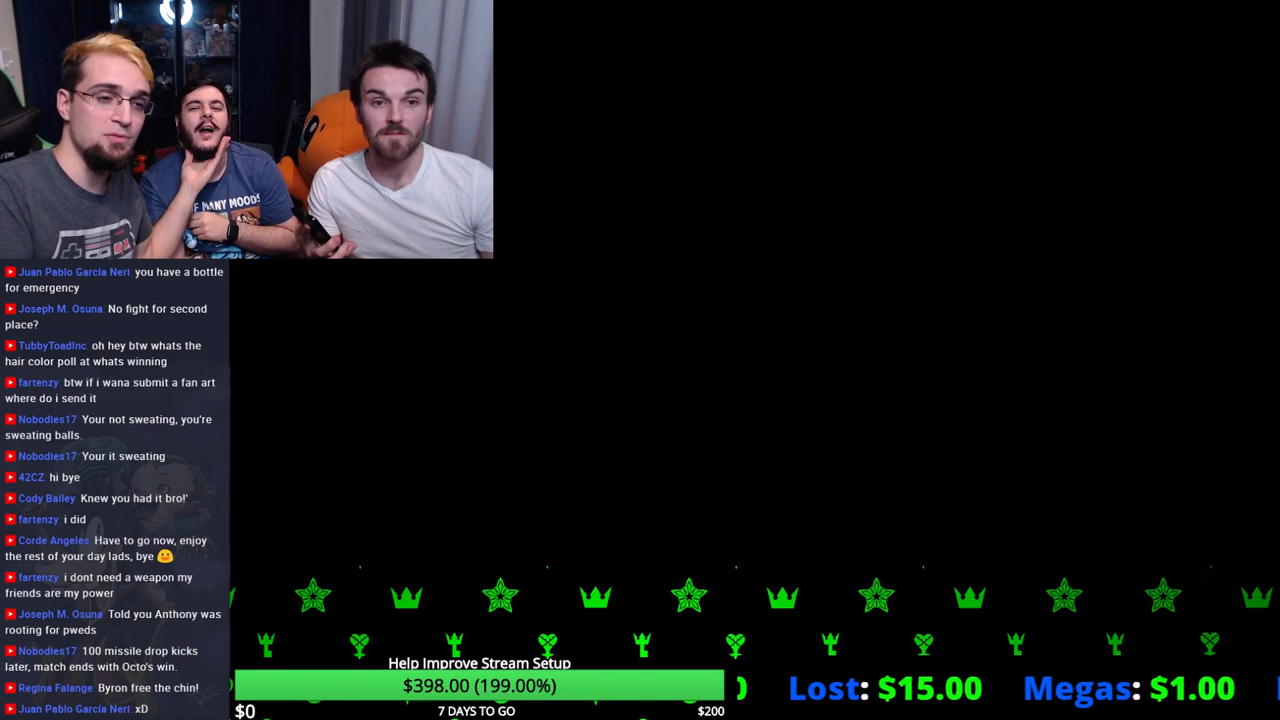 MANY MOODS
Juan Pablo García Neri: you have a bottle
for emergency
Joseph M. Osuna: No fight for second
place?
TubbyToadInc: oh hey btw whats the
hair color poll at whats winning
fartenzy: btw if i wana submit a fan art
where do i send it
Nobodies17: Your not sweating, you're
sweating balls.
Nobodies17: Your it sweating
42CZ: hi bye
Cody Bailey: Knew you had it bro!'
fartenzy: i did
Corde Angeles: Have to go now, enjoy
the rest of your day lads, bye 😛
fartenzy: i dont need a weapon my
friends are my power
Joseph M. Osuna: Told you Anthony was
rooting for pweds
Nobodies17: 100 missile drop kicks
later, match ends with Octo's win.
Regina Falange: Byron free the chin!
Juan Pablo García Neri: xD
Help Improve Stream Setup
$398.00 (199.00%)
$0 7 DAYS TO GO $200
Lost: $15.00 Megas: $1.00